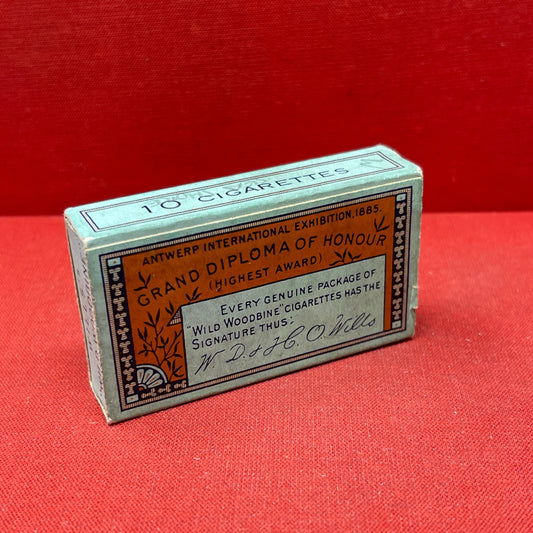 10 CIGARETTES
ANTWERP INTERNATIONAL EXHIBITION, 1885.
GRAND DIPLOMA OF HONOUR
(HIGHEST AWARD)
EVERY GENUINE PACKAGE OF
"WILD WOODBINE" CIGARETTES HAS THE
SIGNATURE THUS:
W. D. & H. O. Wills